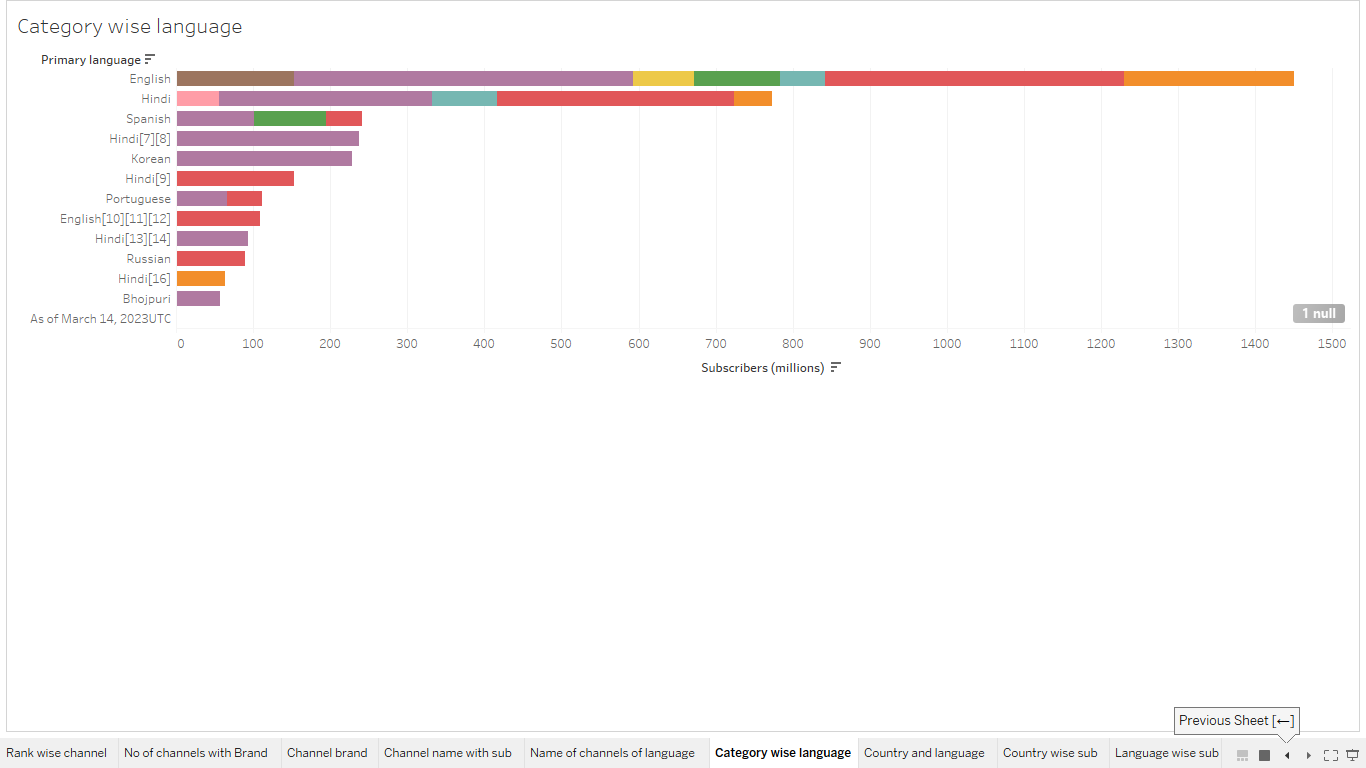 Category wise language
Primary language
English
Hindi
Spanish
Hindi[7][8]
Korean
Hindi[9]
Portuguese
English[10][11][12]
Hindi[13][14]
Russian
Hindi[16]
Bhojpuri
As of March 14, 2023UTC
1 null
0 100 200 300 400 500 600 700 800 900 1000 1100 1200 1300 1400 1500
Subscribers (millions)
Previous Sheet [←]
Rank wise channel No of channels with Brand Channel brand Channel name with sub Name of channels of language Category wise language Country and language Country wise sub Language wise sub